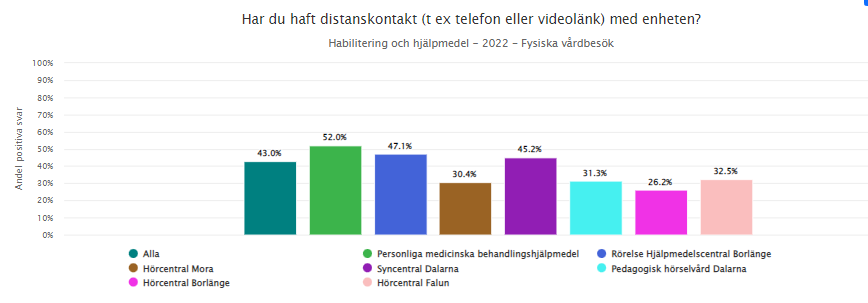 Har du haft distanskontakt (t ex telefon eller videolänk) med enheten?
Habilitering och hjälpmedel - 2022 - Fysiska vårdbesök
Andel positiva svar
100%
90%
80%
70%
60%
50%
40%
30%
20%
10%
0%
43.0%
52.0%
47.1%
30.4%
45.2%
31.3%
26.2%
32.5%
Alla
Personliga medicinska behandlingshjälpmedel
Rörelse Hjälpmedelscentral Borlänge
Hörcentral Mora
Syncentral Dalarna
Pedagogisk hörselvård Dalarna
Hörcentral Borlänge
Hörcentral Falun